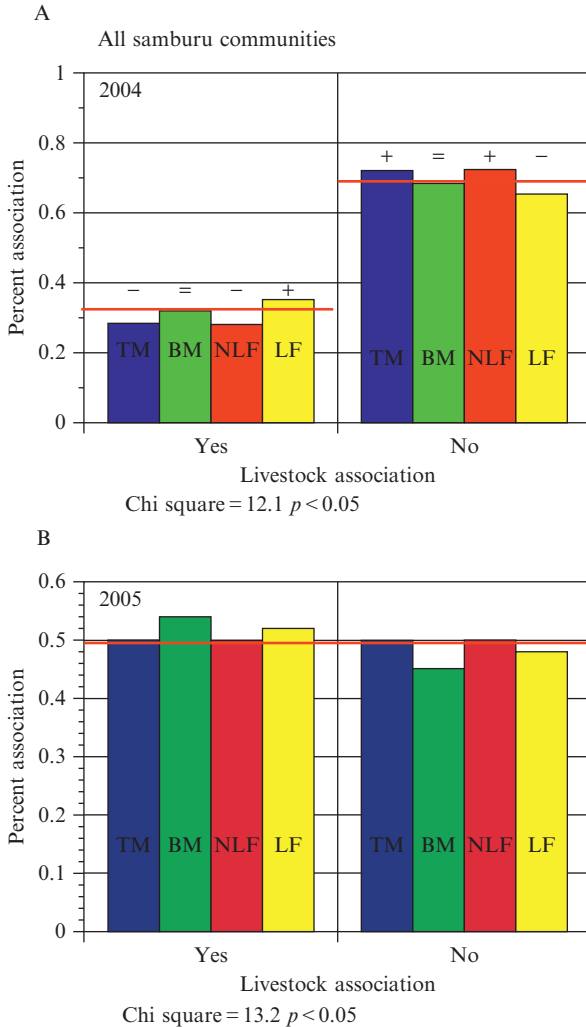 A
All samburu communities
Percent association
1
0.8
0.6
0.4
0.2
0
2004
− = − +
+ = + −
TM BM NLF LF
TM BM NLF LF
Yes No
Livestock association
Chi square = 12.1 p < 0.05
B
Percent association
0.6
0.5
0.4
0.3
0.2
0.1
0
2005
TM BM NLF LF
TM BM NLF LF
Yes No
Livestock association
Chi square = 13.2 p < 0.05